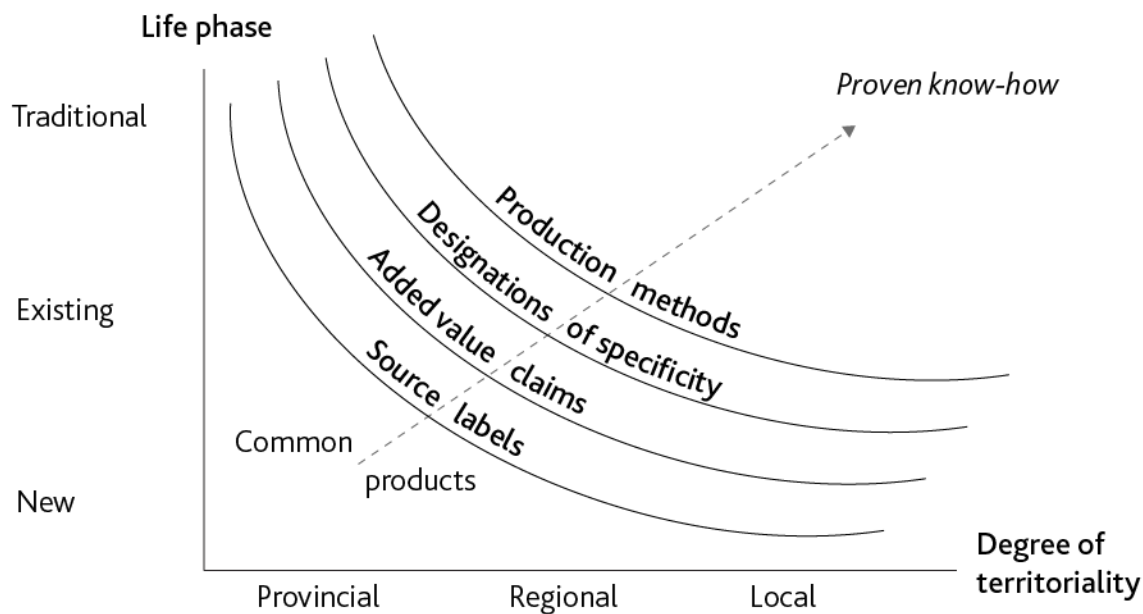 Life phase
Proven know-how
Traditional
Production methods
Designations of specificity
Added value claims
Existing
Source labels
Common
products
New
Degree of
territoriality
Provincial Regional Local